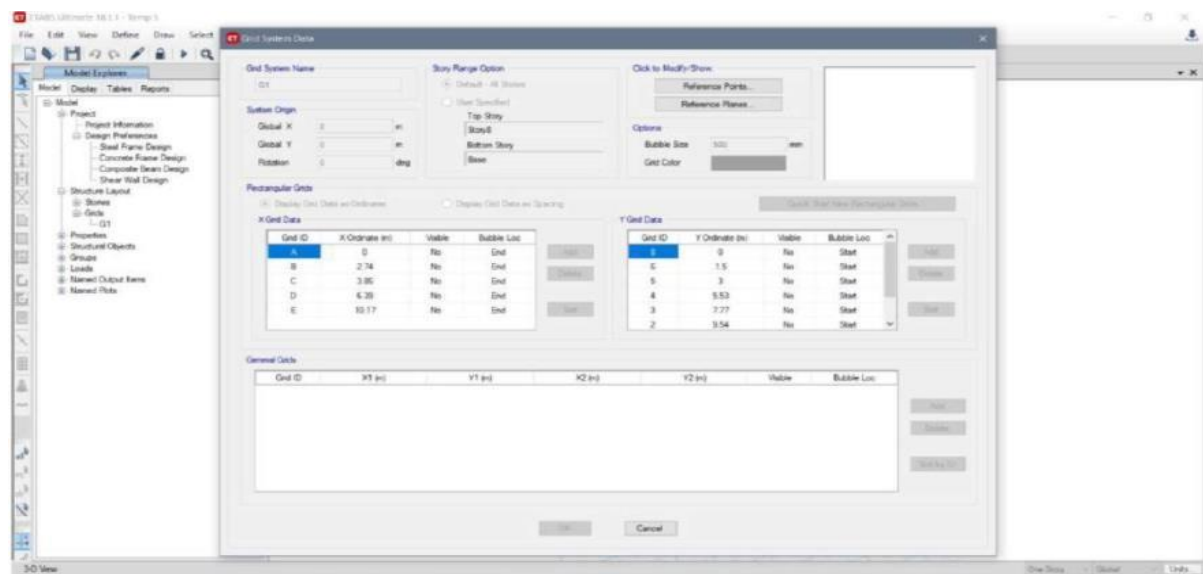 ETABS Ultimate 18.1.1 - Temp 5
File Edit View Define Draw Select
Grid System Data
Model Explorer
Model Display Tables Reports
Model
Project
Project Information
Design Preferences
Steel Frame Design
Concrete Frame Design
Composite Beam Design
Shear Wall Design
Structure Layout
Stories
Grids
G1
Properties
Structural Objects
Groups
Loads
Named Output Items
Named Plots
Grid System Name
G1
System Origin
Global X 0 m
Global Y 0 m
Rotation 0 deg
Story Range Option
Default - All Stories
User Specified
Top Story
Story8
Bottom Story
Base
Click to Modify/Show:
Reference Points...
Reference Planes...
Options
Bubble Size 500 mm
Grid Color
Rectangular Grids
Display Grid Data as Ordinates Display Grid Data as Spacing Quick Start New Rectangular Grids
X Grid Data
Grid ID X Ordinate (m) Visible Bubble Loc
A 0 No End
B 2.74 No End
C 3.85 No End
D 6.39 No End
E 10.17 No End
Add
Delete
Sort
Y Grid Data
Grid ID Y Ordinate (m) Visible Bubble Loc
0 No Start
1.5 No Start
3 No Start
4 5.53 No Start
3 7.77 No Start
2 9.54 No Start
Add
Delete
Sort
General Grids
Grid ID X1 (m) Y1 (m) X2 (m) Y2 (m) Visible Bubble Loc
Add
Delete
Sort by ID
OK Cancel
3-D View One Story Global Units...